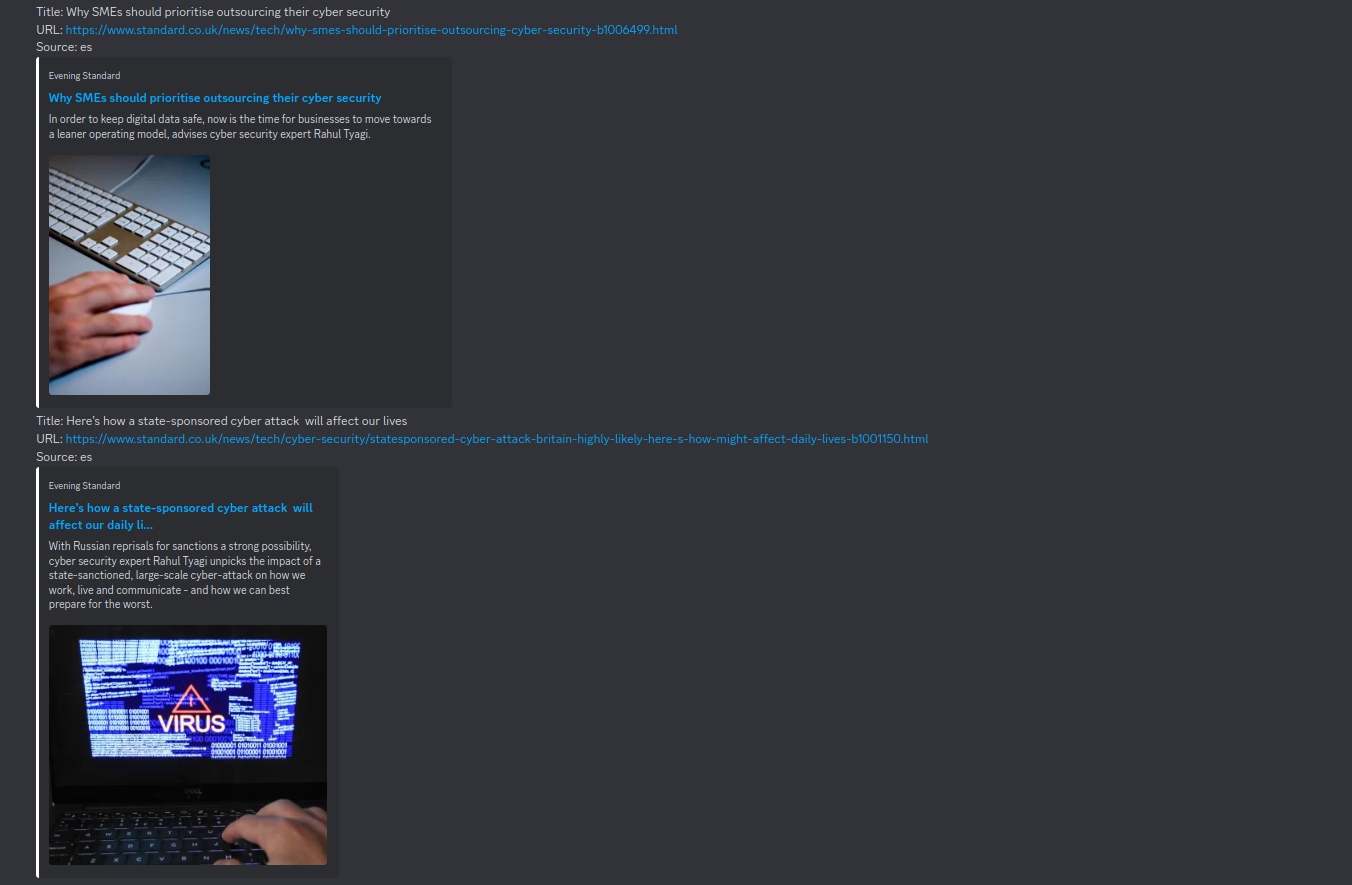 Title: Why SMEs should prioritise outsourcing their cyber security
URL: https://www.standard.co.uk/news/tech/why-smes-should-prioritise-outsourcing-cyber-security-b1006499.html
Source: es
Evening Standard
Why SMEs should prioritise outsourcing their cyber security
In order to keep digital data safe, now is the time for businesses to move towards
a leaner operating model, advises cyber security expert Rahul Tyagi.
Title: Here's how a state-sponsored cyber attack  will affect our lives
URL: https://www.standard.co.uk/news/tech/cyber-security/statesponsored-cyber-attack-britain-highly-likely-here-s-how-might-affect-daily-lives-b1001150.html
Source: es
Evening Standard
Here's how a state-sponsored cyber attack  will
affect our daily li...
With Russian reprisals for sanctions a strong possibility,
cyber security expert Rahul Tyagi unpicks the impact of a
state-sanctioned, large-scale cyber-attack on how we
work, live and communicate - and how we can best
prepare for the worst.
VIRUS
DELL